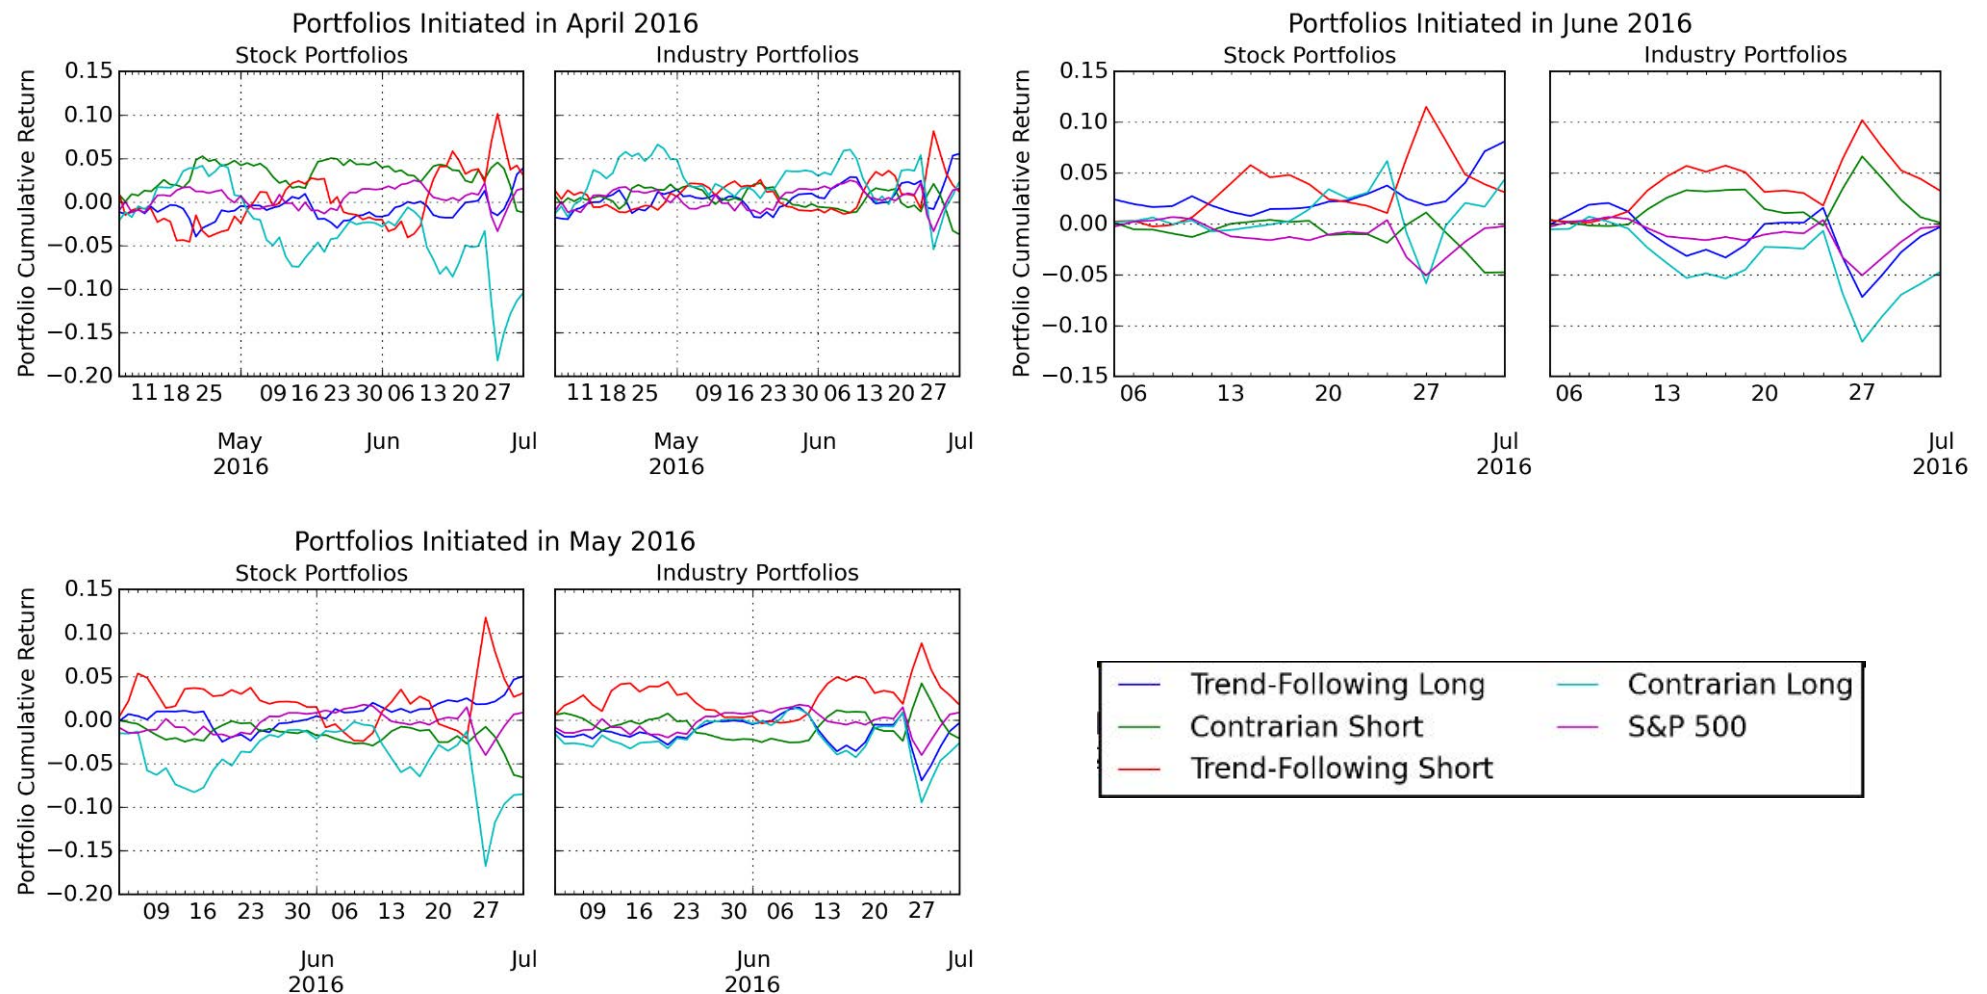 Portfolios Initiated in April 2016
Stock Portfolios
Industry Portfolios
Portfolio Cumulative Return
0.15
0.10
0.05
0.00
−0.05
−0.10
−0.15
−0.20
11 18 25 09 16 23 30 06 13 20 27
May Jun Jul
2016
11 18 25 09 16 23 30 06 13 20 27
May Jun Jul
2016
Portfolios Initiated in June 2016
Stock Portfolios
Industry Portfolios
Portfolio Cumulative Return
0.15
0.10
0.05
0.00
−0.05
−0.10
−0.15
06 13 20 27
Jul
2016
06 13 20 27
Jul
2016
Portfolios Initiated in May 2016
Stock Portfolios
Industry Portfolios
Portfolio Cumulative Return
0.15
0.10
0.05
0.00
−0.05
−0.10
−0.15
−0.20
09 16 23 30 06 13 20 27
Jun Jul
2016
09 16 23 30 06 13 20 27
Jun Jul
2016
Trend-Following Long
Contrarian Short
Trend-Following Short
Contrarian Long
S&P 500